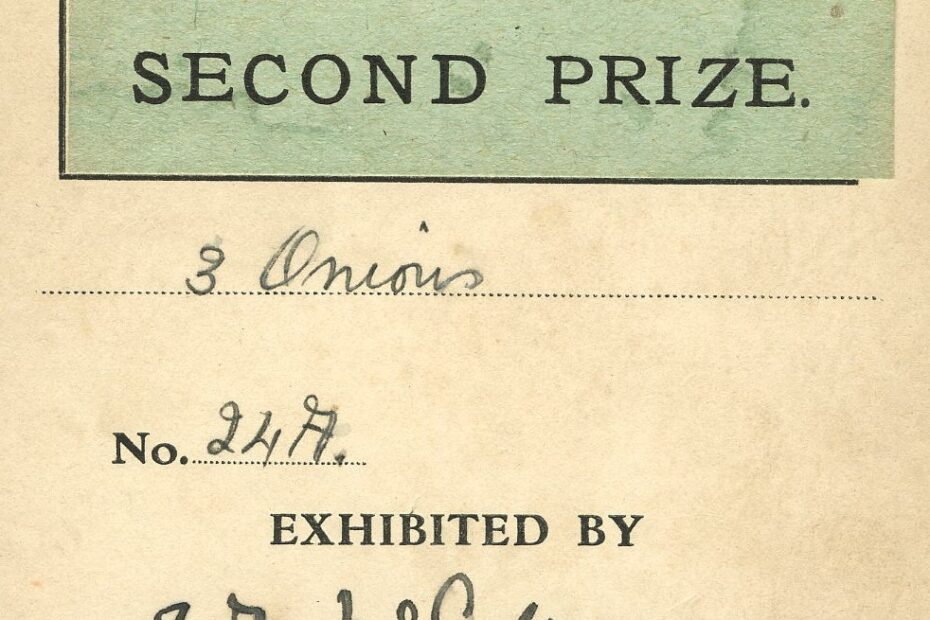 SECOND PRIZE.
3 Onions
No. 24A.
EXHIBITED BY